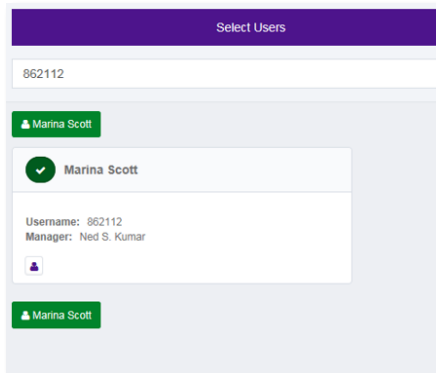 Select Users
862112
Marina Scott
Marina Scott
Username: 862112
Manager: Ned S. Kumar
Marina Scott